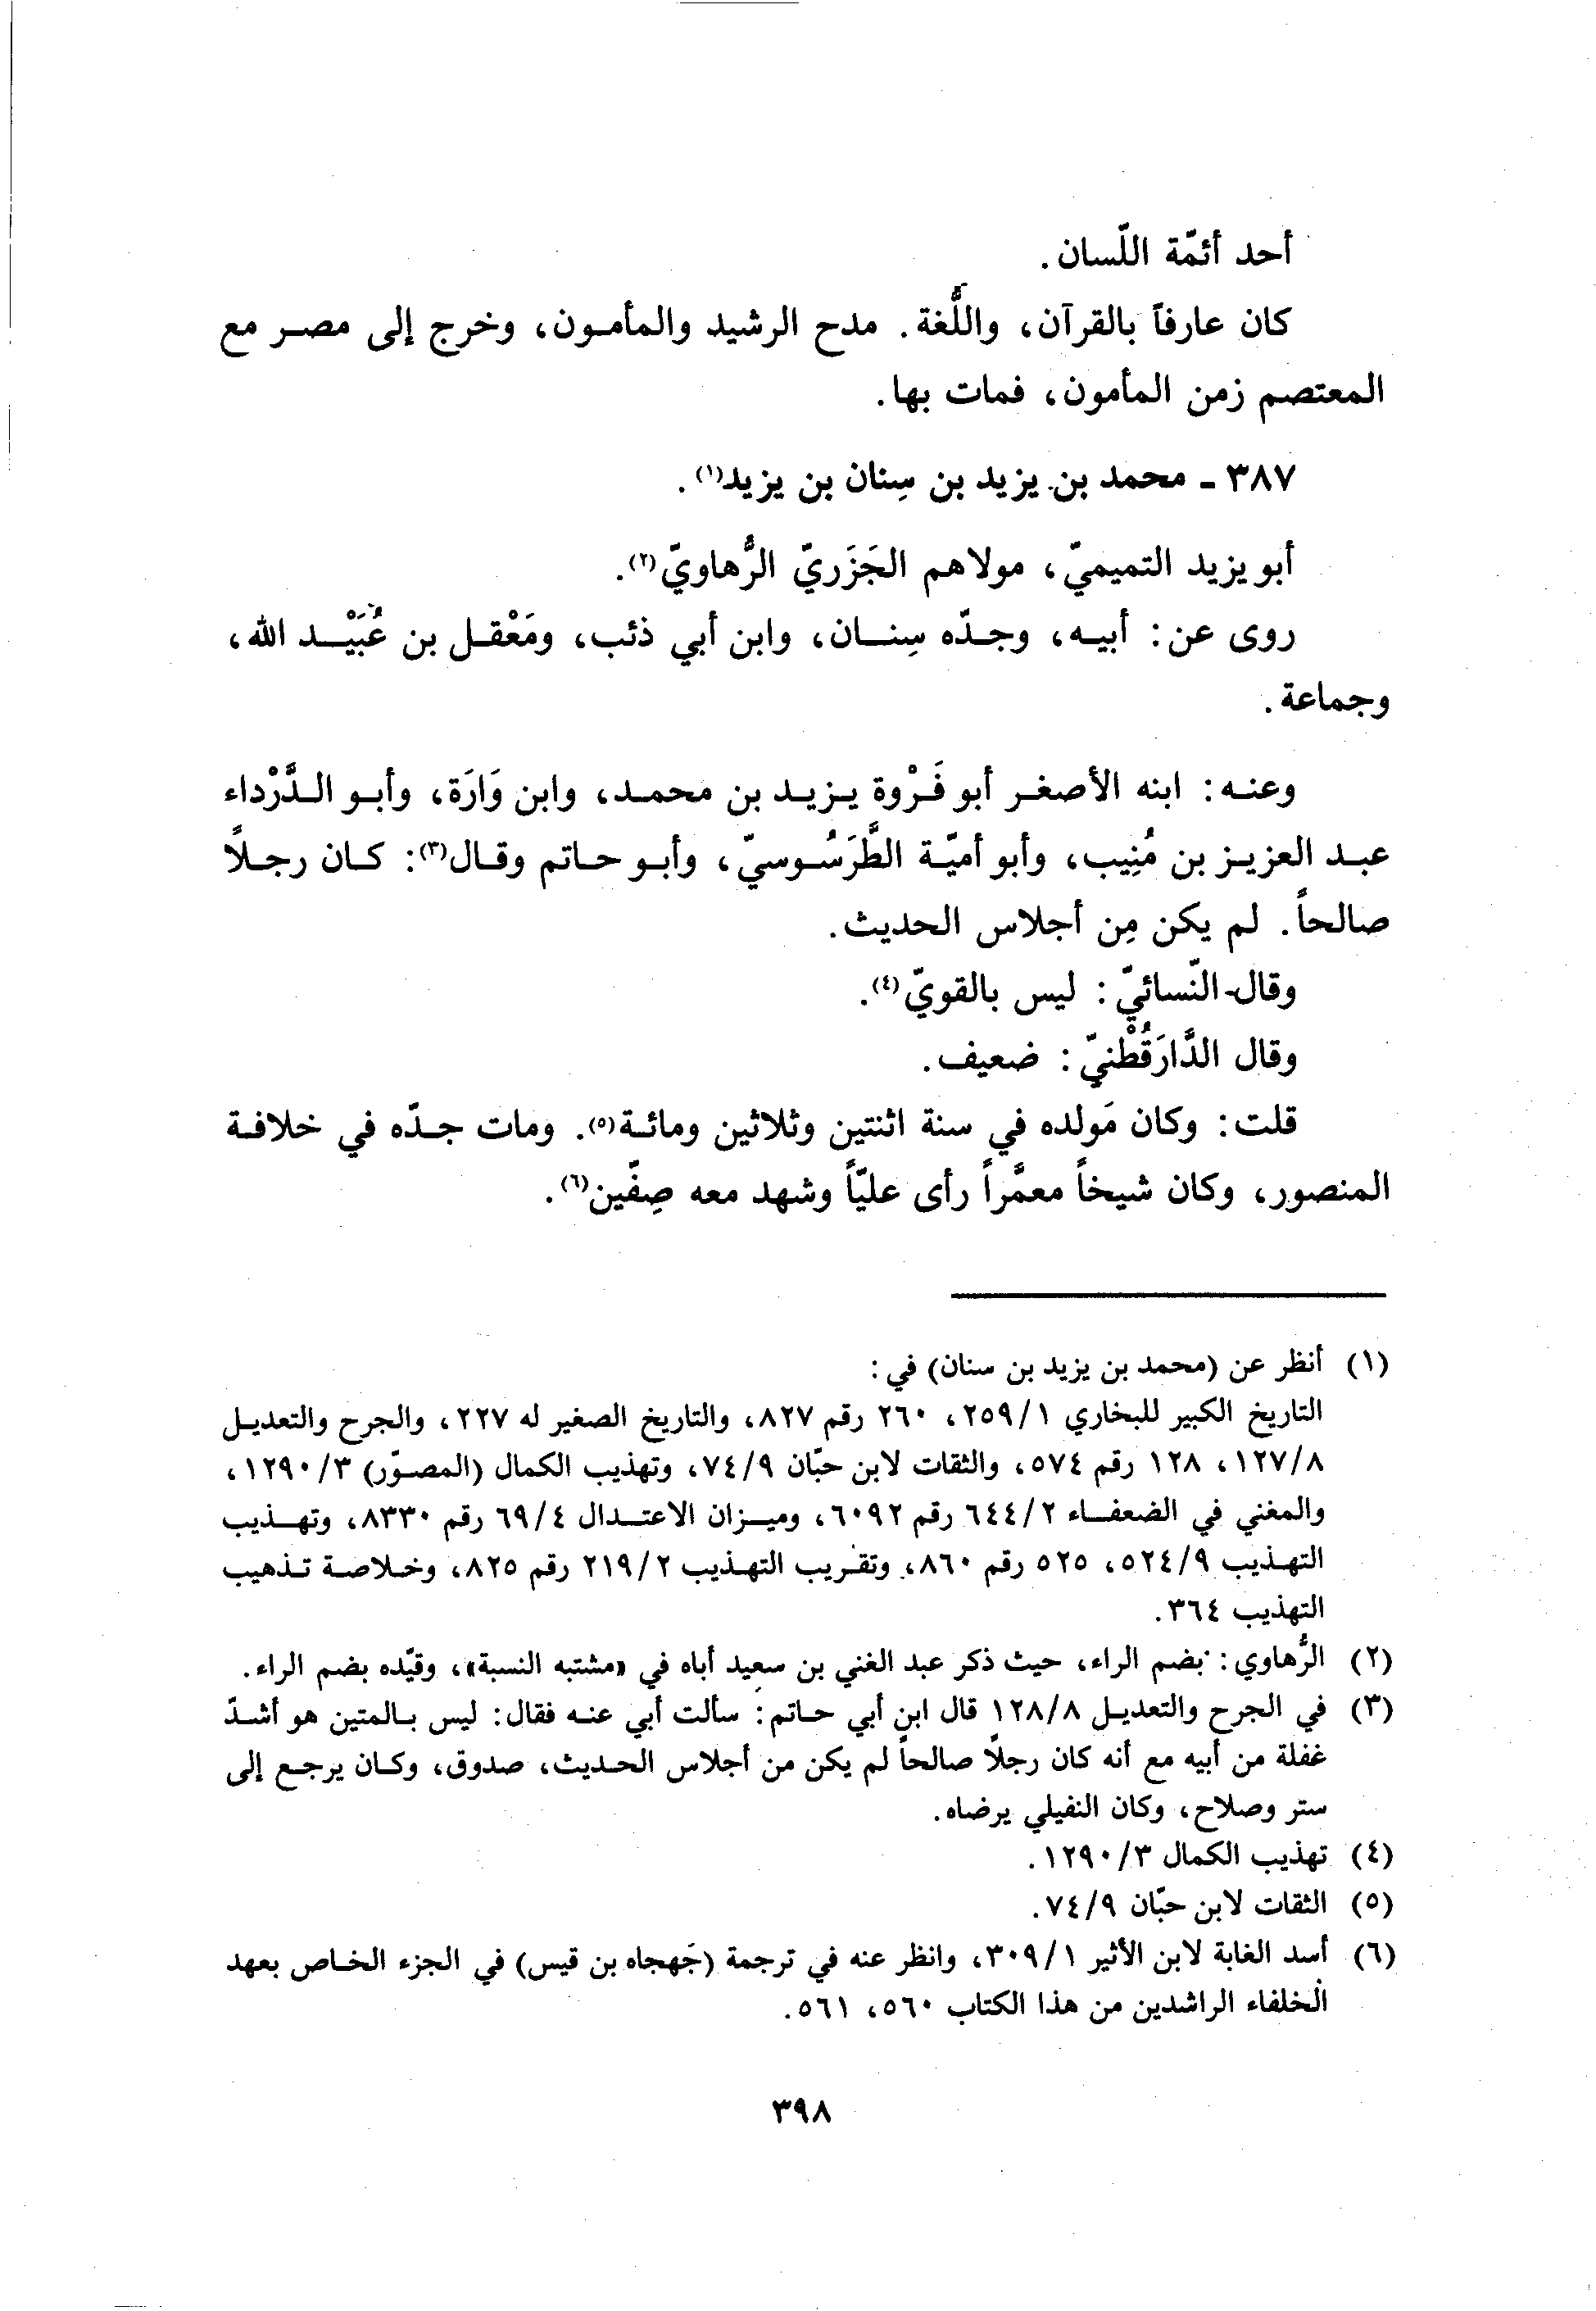 أحد أئمّة اللّسان.
كان عارفاً بالقرآن، واللُّغة. مدح الرشيد والمأمون، وخرج إلى مصر مع
المعتصم زمن المأمون، فمات بها.
٣٨٧ - محمد بن يزيد بن سِنان بن يزيد(١).
أبو يزيد التميميّ، مولاهم الجَزَريّ الرُّهاويّ(٢).
روى عن: أبيه، وجدّه سِنان، وابن أبي ذئب، ومَعْقل بن عُبَيْد الله،
وجماعة.
وعنه: ابنه الأصغر أبو فَرْوة يزيد بن محمد، وابن وَارَة، وأبو الدَّرْداء
عبد العزيز بن مُنِيب، وأبو أميّة الطَّرَسُوسيّ، وأبو حاتم وقال(٣): كان رجلاً
صالحاً. لم يكن مِن أجلاس الحديث.
وقال النّسائيّ: ليس بالقويّ(٤).
وقال الدَّارَقُطْنيّ: ضعيف.
قلت: وكان مَولده في سنة اثنتين وثلاثين ومائة(٥). ومات جدّه في خلافة
المنصور، وكان شيخاً معمَّراً رأى عليّاً وشهد معه صِفّين(٦).
(١) أنظر عن (محمد بن يزيد بن سنان) في:
التاريخ الكبير للبخاري ٢٥٩/١، ٢٦٠ رقم ٨٢٧، والتاريخ الصغير له ٢٢٧، والجرح والتعديل
١٢٧/٨، ١٢٨ رقم ٥٧٤، والثقات لابن حبّان ٧٤/٩، وتهذيب الكمال (المصوّر) ١٢٩٠/٣،
والمغني في الضعفاء ٦٤٤/٢ رقم ٦٠٩٢، وميزان الاعتدال ٦٩/٤ رقم ٨٣٣٠، وتهذيب
التهذيب ٥٢٤/٩، ٥٢٥ رقم ٨٦٠، وتقريب التهذيب ٢١٩/٢ رقم ٨٢٥، وخلاصة تذهيب
التهذيب ٣٦٤.
(٢) الرُّهاوي: بضم الراء، حيث ذكر عبد الغني بن سعيد أباه في «مشتبه النسبة»، وقيّده بضم الراء.
(٣) في الجرح والتعديل ١٢٨/٨ قال ابن أبي حاتم: سألت أبي عنه فقال: ليس بالمتين هو أشدّ
غفلة من أبيه مع أنه كان رجلاً صالحاً لم يكن من أجلاس الحديث، صدوق، وكان يرجع إلى
ستر وصلاح، وكان النفيلي يرضاه.
(٤) تهذيب الكمال ١٢٩٠/٣.
(٥) الثقات لابن حبّان ٧٤/٩.
(٦) أسد الغابة لابن الأثير ٣٠٩/١، وانظر عنه في ترجمة (جَهجاه بن قيس) في الجزء الخاص بعهد
الخلفاء الراشدين من هذا الكتاب ٥٦٠، ٥٦١.
٣٩٨